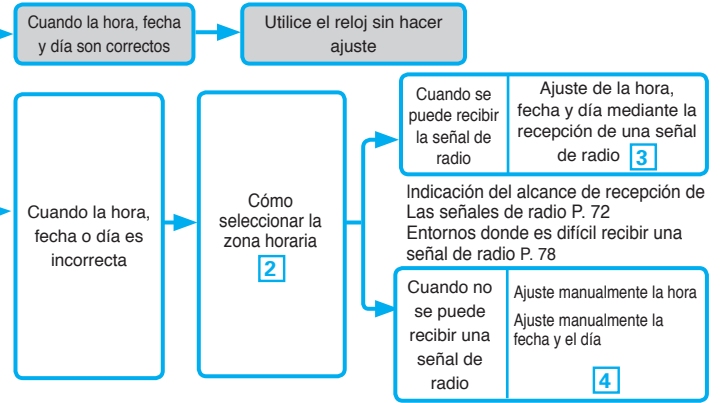 Cuando la hora, fecha
y día son correctos
Utilice el reloj sin hacer
ajuste
Cuando la hora,
fecha o día es
incorrecta
Cómo
seleccionar la
zona horaria
2
Cuando se
puede recibir
la señal de
radio
Ajuste de la hora,
fecha y día mediante la
recepción de una señal
de radio 3
Indicación del alcance de recepción de
Las señales de radio P. 72
Entornos donde es difícil recibir una
señal de radio P. 78
Cuando no
se puede
recibir una
señal de
radio
Ajuste manualmente la hora
Ajuste manualmente la
fecha y el día
4